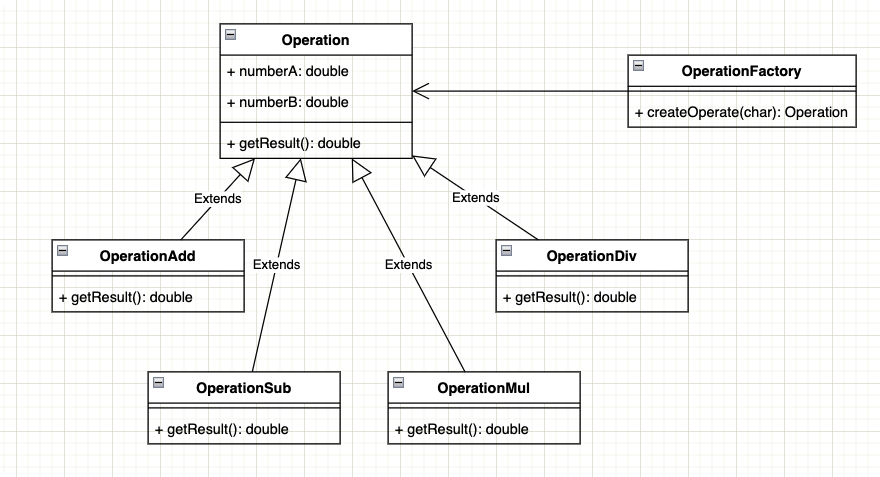 Operation
+ numberA: double
+ numberB: double
+ getResult(): double
OperationFactory
+ createOperate(char): Operation
Extends
Extends
Extends
Extends
OperationAdd
+ getResult(): double
OperationDiv
+ getResult(): double
OperationSub
+ getResult(): double
OperationMul
+ getResult(): double